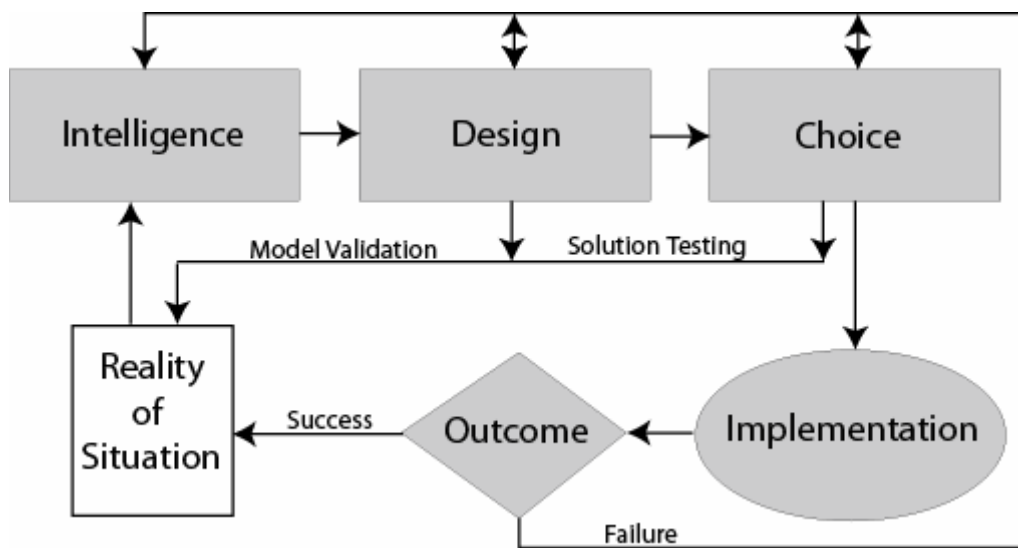 Intelligence
Design
Choice
Model Validation
Solution Testing
Reality
of
Situation
Success
Outcome
Implementation
Failure